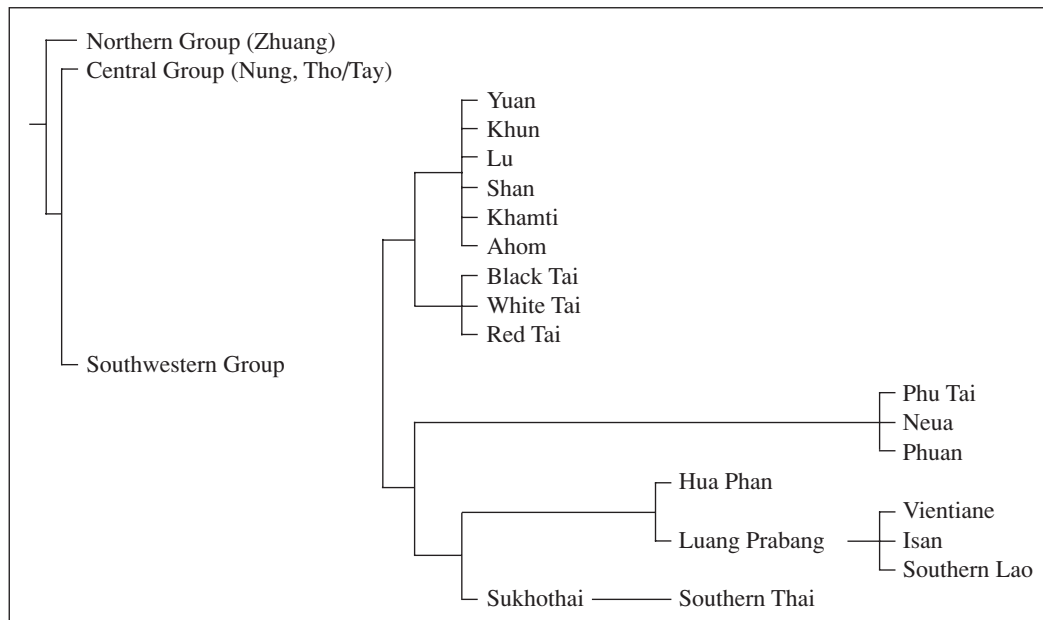 Northern Group (Zhuang)
Central Group (Nung, Tho/Tay)
Yuan
Khun
Lu
Shan
Khamti
Ahom
Black Tai
White Tai
Red Tai
Southwestern Group
Phu Tai
Neua
Phuan
Hua Phan
Luang Prabang
Vientiane
Isan
Southern Lao
Sukhothai
Southern Thai